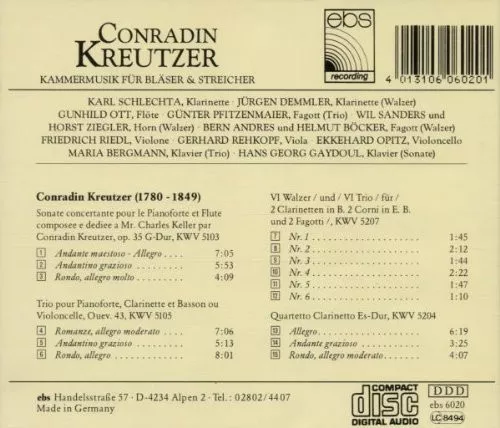 CONRADIN
KREUTZER
KAMMERMUSIK FÜR BLÄSER & STREICHER
ebs
recording
4 013106 060201
KARL SCHLECHTA, Klarinette · JÜRGEN DEMMLER, Klarinette (Walzer)
GUNHILD OTT, Flöte · GÜNTER PFITZENMAIER, Fagott (Trio) · WIL SANDERS und
HORST ZIEGLER, Horn (Walzer) · BERN ANDRES und HELMUT BÖCKER, Fagott (Walzer)
FRIEDRICH RIEDL, Violone · GERHARD REHKOPF, Viola · EKKEHARD OPITZ, Violoncello
MARIA BERGMANN, Klavier (Trio) · HANS GEORG GAYDOUL, Klavier (Sonate)
Conradin Kreutzer (1780 - 1849)
Sonate concertante pour le Pianoforte et Flute
composee e dediee a Mr. Charles Keller par
Conradin Kreutzer, op. 35 G-Dur, KWV 5103
1 Andante maestoso - Allegro . . . 7:05
2 Andantino grazioso . . . . . . . . 5:53
3 Rondo, allegro molto . . . . . . . 4:09
Trio pour Pianoforte, Clarinette et Basson ou
Violoncelle, Ouev. 43, KWV 5105
4 Romanze, allegro moderato . . . . 7:06
5 Andantino grazioso . . . . . . . . 5:13
6 Rondo, allegro . . . . . . . . . . 8:01
VI Walzer / und / VI Trio / für /
2 Clarinetten in B. 2 Corni in E. B.
und 2 Fagotti /, KWV 5207
7 Nr. 1 . . . . . . . . . . 1:45
8 Nr. 2 . . . . . . . . . . 2:12
9 Nr. 3 . . . . . . . . . . 1:44
10 Nr. 4 . . . . . . . . . . 2:22
11 Nr. 5 . . . . . . . . . . 1:47
12 Nr. 6 . . . . . . . . . . 1:10
Quartetto Clarinetto Es-Dur, KWV 5204
13 Allegro . . . . . . . . . . 6:19
14 Andante grazioso . . . . . . 3:25
15 Rondo, allegro moderato . . . 4:07
ebs Handelsstraße 57 · D-4234 Alpen 2 · Tel.: 02802/4407
Made in Germany
COMPACT
disc
DIGITAL AUDIO
DDD
ebs 6020
LC 8494